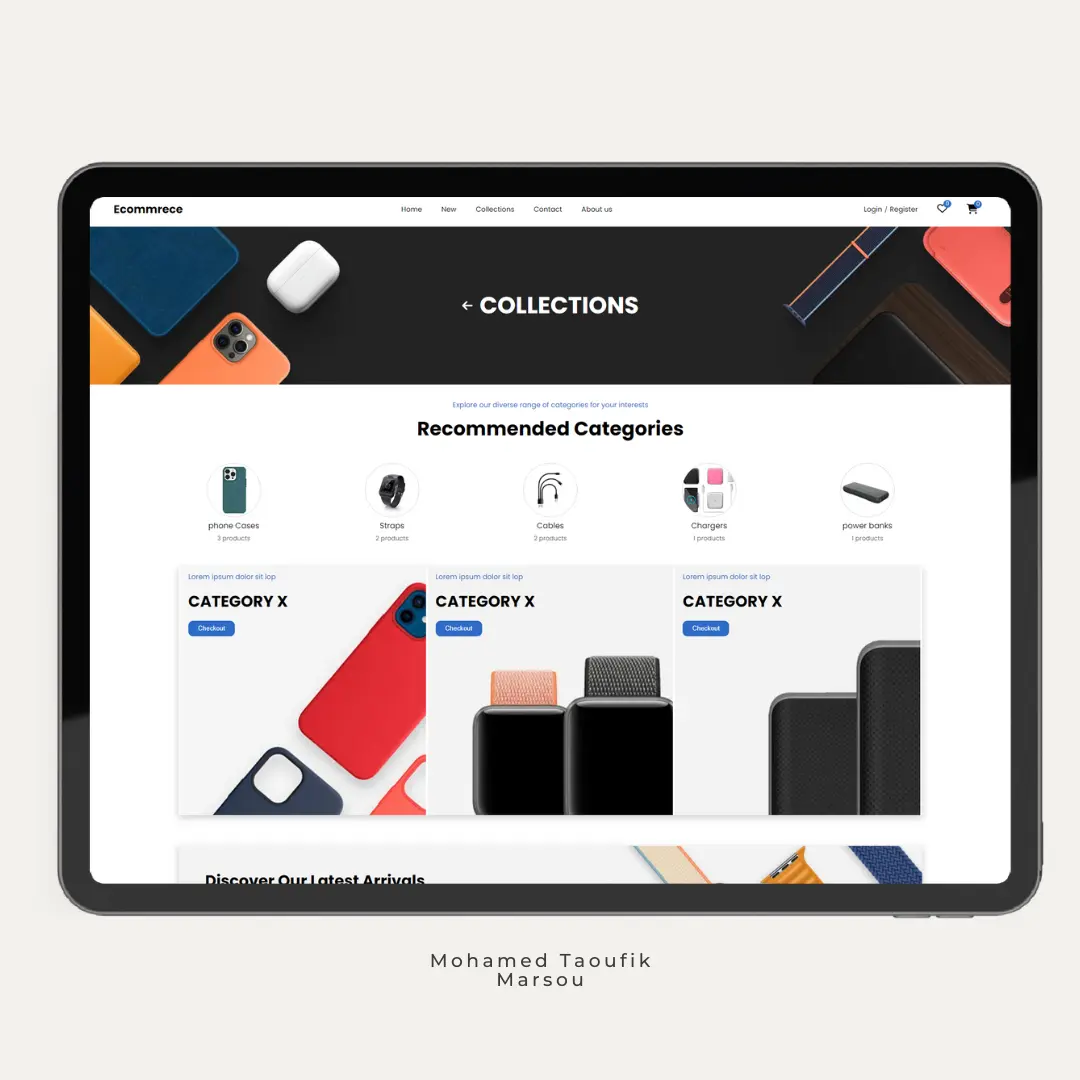 Ecommrece
Home New Collections Contact About us
Login / Register 0 0
← COLLECTIONS
Explore our diverse range of categories for your interests
Recommended Categories
phone Cases Straps Cables Chargers power banks
3 products 2 products 2 products 1 products 1 products
Lorem ipsum dolor sit lop Lorem ipsum dolor sit lop Lorem ipsum dolor sit lop
CATEGORY X CATEGORY X CATEGORY X
Checkout Checkout Checkout
Discover Our Latest Arrivals
Mohamed Taoufik
Marsou